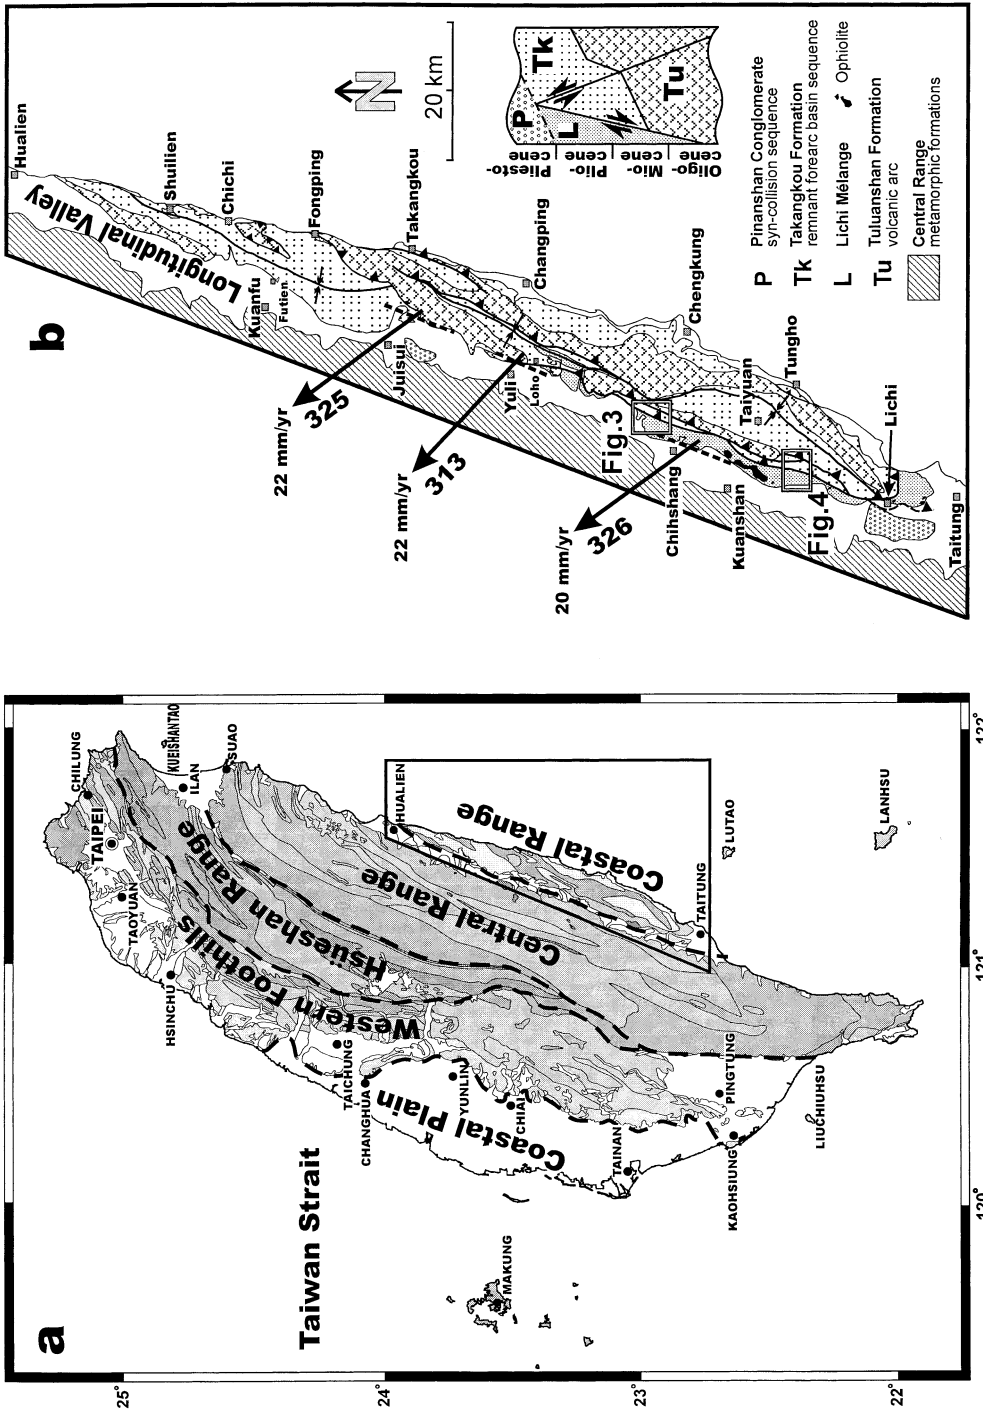 a
Taiwan Strait
CHILUNG
TAIPEI
TAOYUAN
KUEISHANTAO
ILAN
SUAO
HSINCHU
Hsueshan Range
Western Foothills
Central Range
Coastal Range
Coastal Plain
TAICHUNG
CHANGHUA
YUNLIN
CHIAI
HUALIEN
MAKUNG
TAINAN
KAOHSIUNG
PINGTUNG
TAITUNG
LIUCHIUHSU
LUTAO
LANHSU
25°
24°
23°
22°
120°
121°
122°
b
Hualien
Longitudinal Valley
Shuilien
Chichi
Kuanfu
Futien
Fongping
Juisui
Takangkou
22 mm/yr
325
Yuli
Loho
Changping
22 mm/yr
313
Fig.3
Chihshang
Chengkung
20 mm/yr
326
Kuanshan
Taiyuan
Fig.4
Tungho
Lichi
Taitung
N
20 km
P
Tk
L
Tu
Pliesto-
cene
Plio-
cene
Mio-
cene
Oligo-
cene
P Pinanshan Conglomerate
syn-collision sequence
Tk Takangkou Formation
remnant forearc basin sequence
L Lichi Mélange Ophiolite
Tu Tuluanshan Formation
volcanic arc
Central Range
metamorphic formations